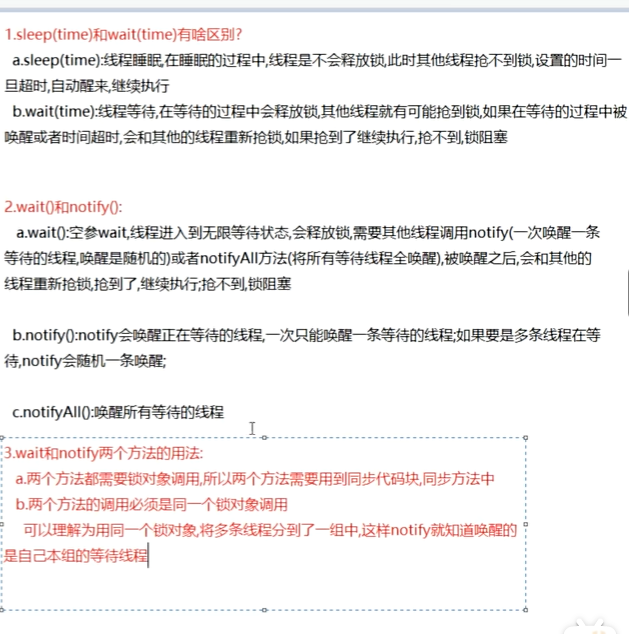 1.sleep(time)和wait(time)有啥区别?
a.sleep(time):线程睡眠,在睡眠的过程中,线程是不会释放锁,此时其他线程抢不到锁,设置的时间一
旦超时,自动醒来,继续执行
b.wait(time):线程等待,在等待的过程中会释放锁,其他线程就有可能抢到锁,如果在等待的过程中被
唤醒或者时间超时,会和其他的线程重新抢锁,如果抢到了继续执行,抢不到,锁阻塞
2.wait()和notify():
a.wait():空参wait,线程进入到无限等待状态,会释放锁,需要其他线程调用notify(一次唤醒一条
等待的线程,唤醒是随机的)或者notifyAll方法(将所有等待线程全唤醒),被唤醒之后,会和其他的
线程重新抢锁,抢到了,继续执行;抢不到,锁阻塞
b.notify():notify会唤醒正在等待的线程,一次只能唤醒一条等待的线程;如果要是多条线程在等
待,notify会随机一条唤醒;
c.notifyAll():唤醒所有等待的线程
3.wait和notify两个方法的用法:
a.两个方法都需要锁对象调用,所以两个方法需要用到同步代码块,同步方法中
b.两个方法的调用必须是同一个锁对象调用
可以理解为用同一个锁对象,将多条线程分到了一组中,这样notify就知道唤醒的
是自己本组的等待线程